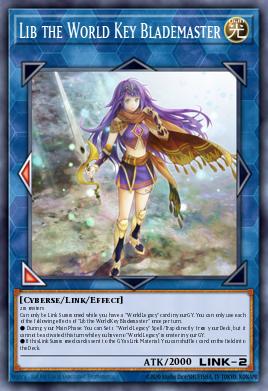 LIB THE WORLD KEY BLADEMASTER
光
[CYBERSE/LINK/EFFECT]
2 monsters
Can only be Link Summoned while you have a "World Legacy" card in your GY. You can only use each
of the following effects of "Lib the World Key Blademaster" once per turn.
● During your Main Phase: You can Set 1 "World Legacy" Spell/Trap directly from your Deck, but it
cannot be activated this turn while you have no "World Legacy" monster in your GY.
● If this Link Summoned card is sent to the GY as Link Material: You can shuffle 1 card on the field into
the Deck.
ATK/2000 LINK-2